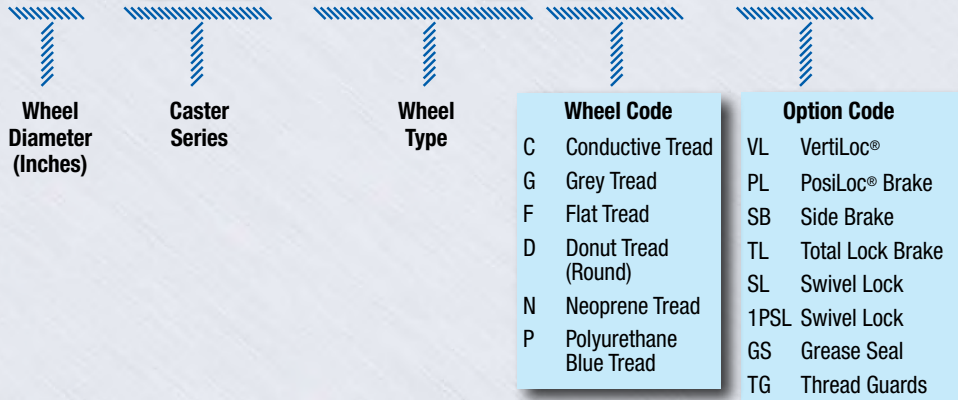 Wheel
Diameter
(Inches)
Caster
Series
Wheel
Type
Wheel Code
C Conductive Tread
G Grey Tread
F Flat Tread
D Donut Tread
(Round)
N Neoprene Tread
P Polyurethane
Blue Tread
Option Code
VL VertiLoc®
PL PosiLoc® Brake
SB Side Brake
TL Total Lock Brake
SL Swivel Lock
1PSL Swivel Lock
GS Grease Seal
TG Thread Guards